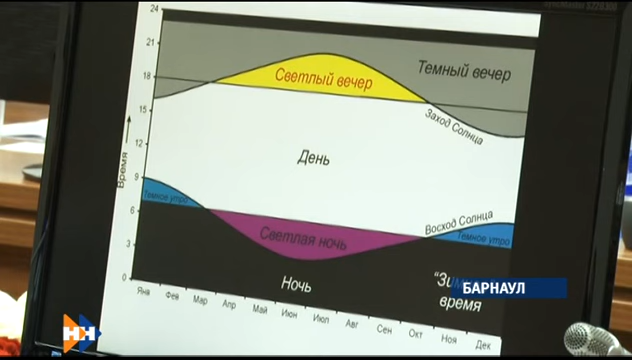 24
21
18
15
12
9
6
3
0
Время
Светлый вечер
Темный вечер
Заход Солнца
День
Темное утро
Светлая ночь
Восход Солнца
Темное утро
Ночь
время
Янв
Фев
Мар
Апр
Май
Июн
Июл
Авг
Сен
Окт
Ноя
Дек
БАРНАУЛ
НН